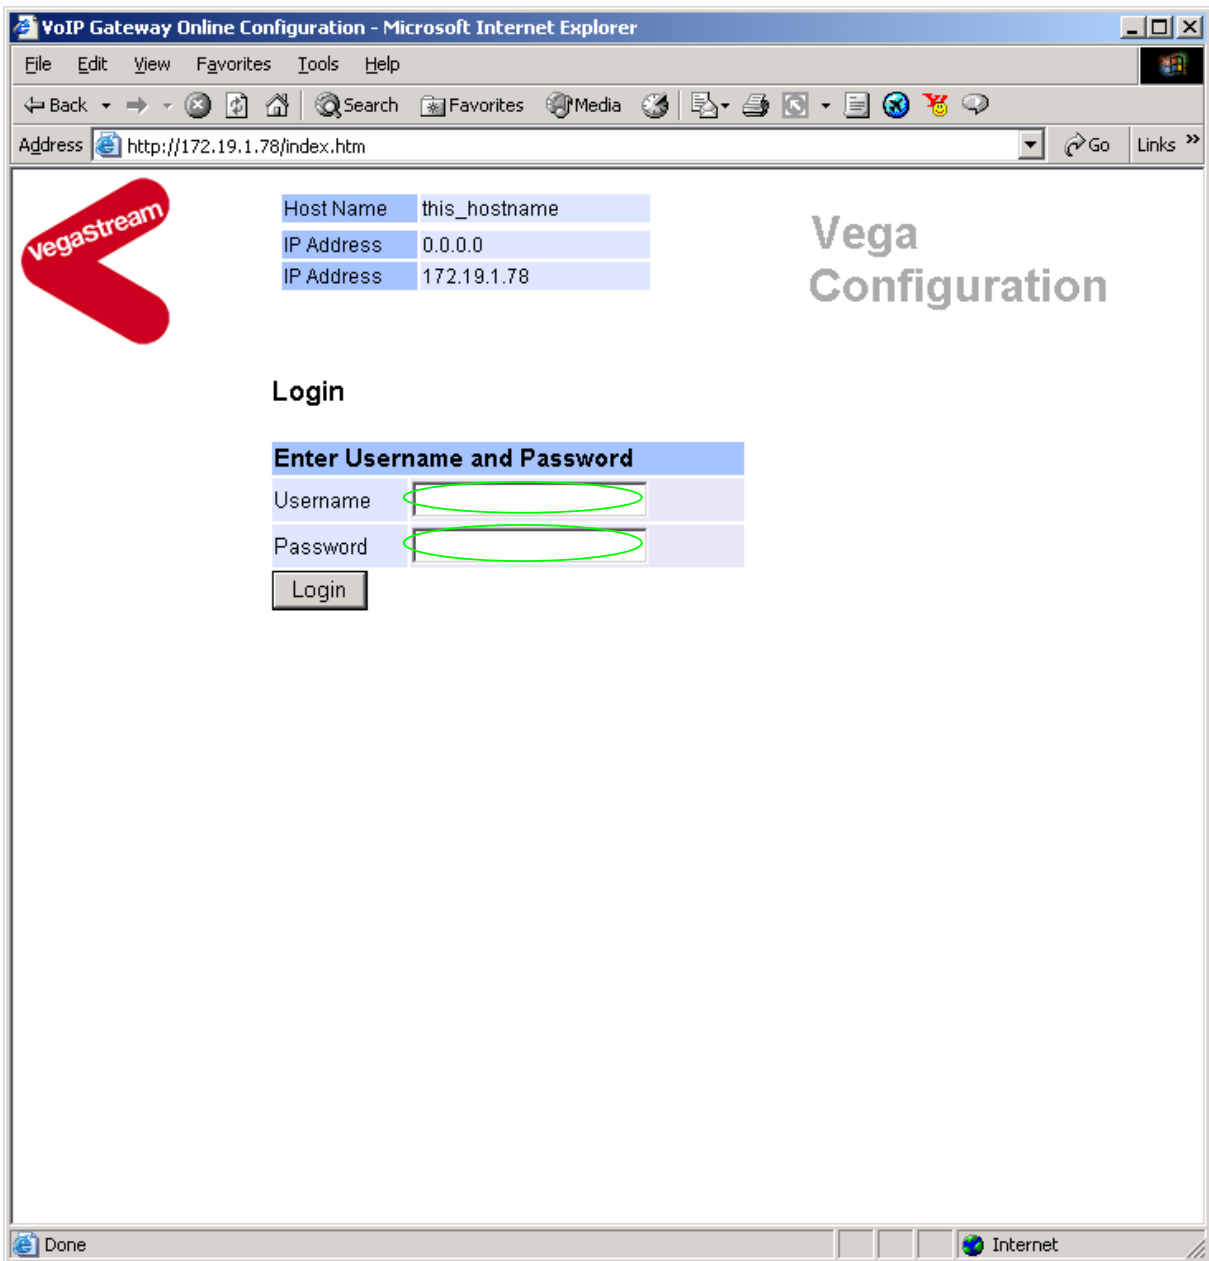 VoIP Gateway Online Configuration - Microsoft Internet Explorer
File Edit View Favorites Tools Help
Back Search Favorites Media
Address http://172.19.1.78/index.htm Go Links »
vegastream
Host Name this_hostname
IP Address 0.0.0.0
IP Address 172.19.1.78
Vega
Configuration
Login
Enter Username and Password
Username
Password
Login
Done Internet